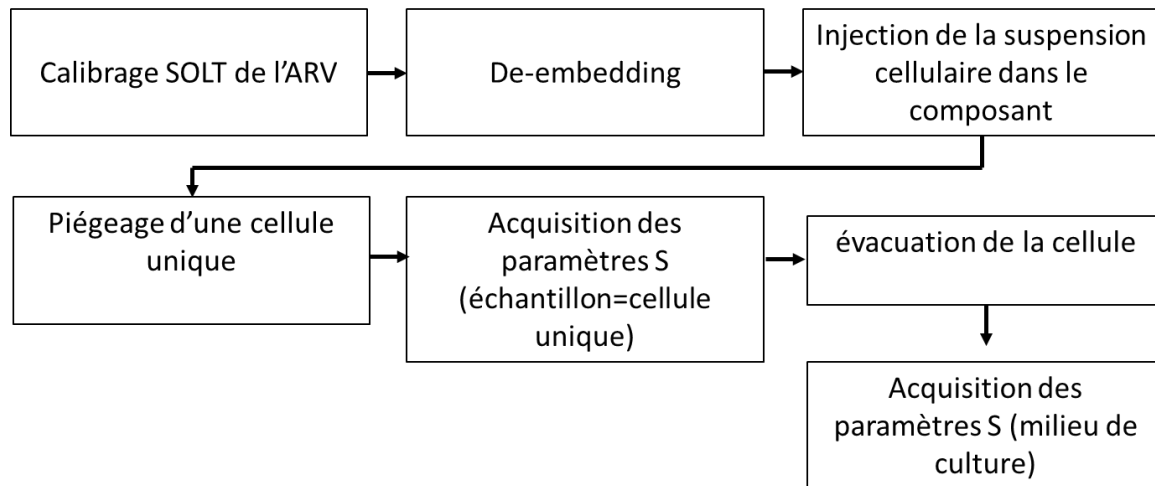 Calibrage SOLT de l’ARV
De-embedding
Injection de la suspension
cellulaire dans le
composant
Piégeage d’une cellule
unique
Acquisition des
paramètres S
(échantillon=cellule
unique)
évacuation de la cellule
Acquisition des
paramètres S (milieu de
culture)